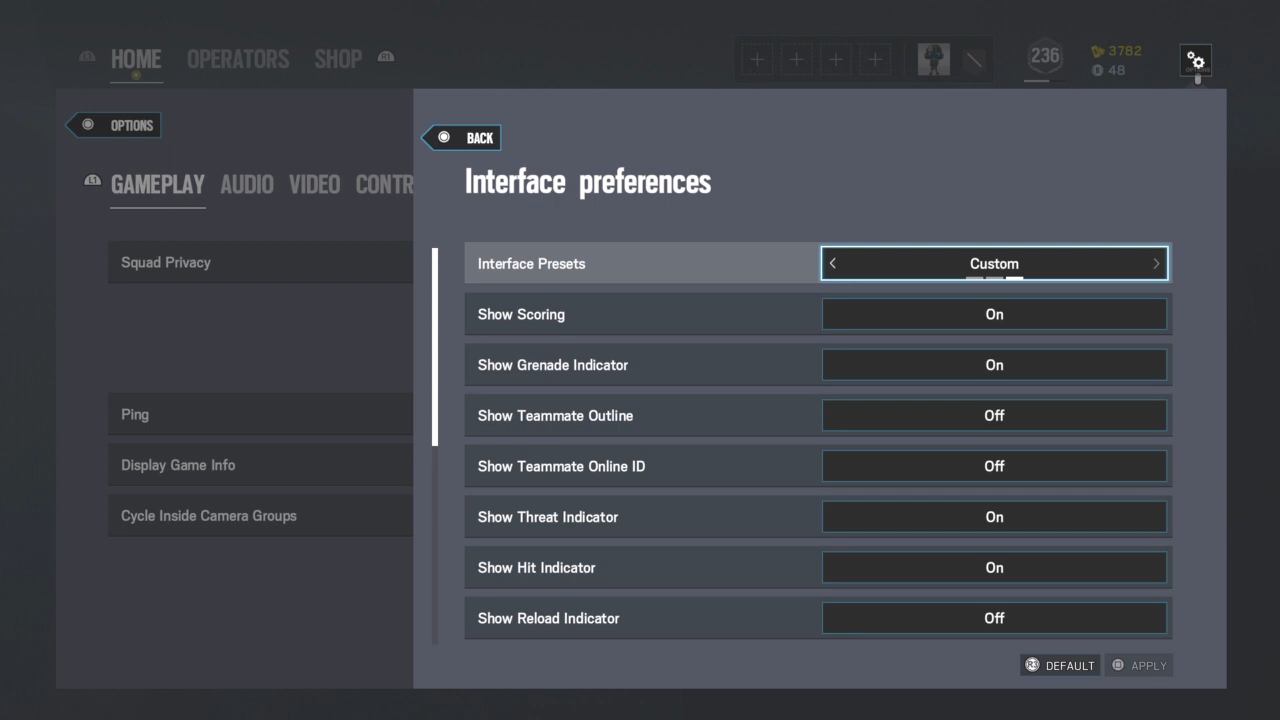 HOME OPERATORS SHOP
236
3782
48
OPTIONS
BACK
Interface preferences
L1 GAMEPLAY AUDIO VIDEO CONTR
Squad Privacy
Ping
Display Game Info
Cycle Inside Camera Groups
Interface Presets Custom
Show Scoring On
Show Grenade Indicator On
Show Teammate Outline Off
Show Teammate Online ID Off
Show Threat Indicator On
Show Hit Indicator On
Show Reload Indicator Off
R3 DEFAULT APPLY